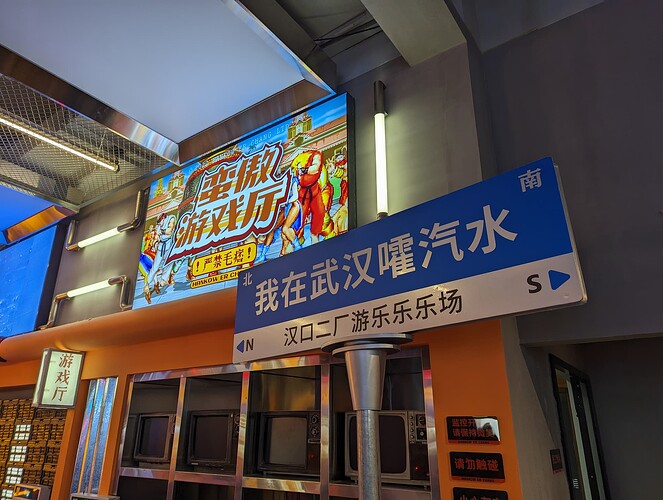 蛮傲
游戏厅
!严禁毛痞!
北
南
我在武汉嚯汽水
N
汉口二厂游乐乐乐场
S
游戏厅
请勿触碰